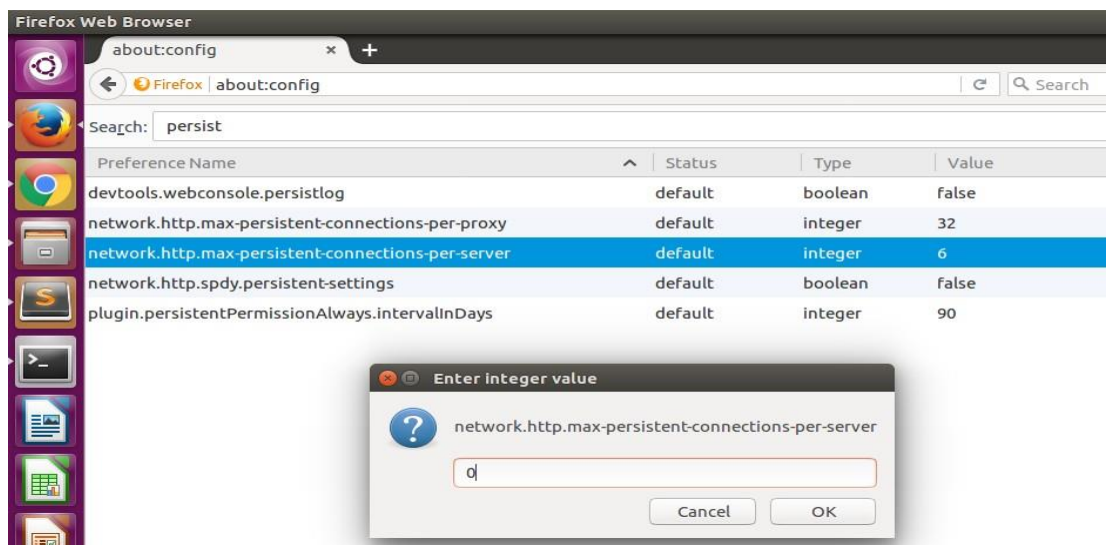 Firefox Web Browser
about:config × +
Firefox about:config Search
Search: persist
Preference Name Status Type Value
devtools.webconsole.persistlog default boolean false
network.http.max-persistent-connections-per-proxy default integer 32
network.http.max-persistent-connections-per-server default integer 6
network.http.spdy.persistent-settings default boolean false
plugin.persistentPermissionAlways.intervalInDays default integer 90
Enter integer value
network.http.max-persistent-connections-per-server
0
Cancel OK